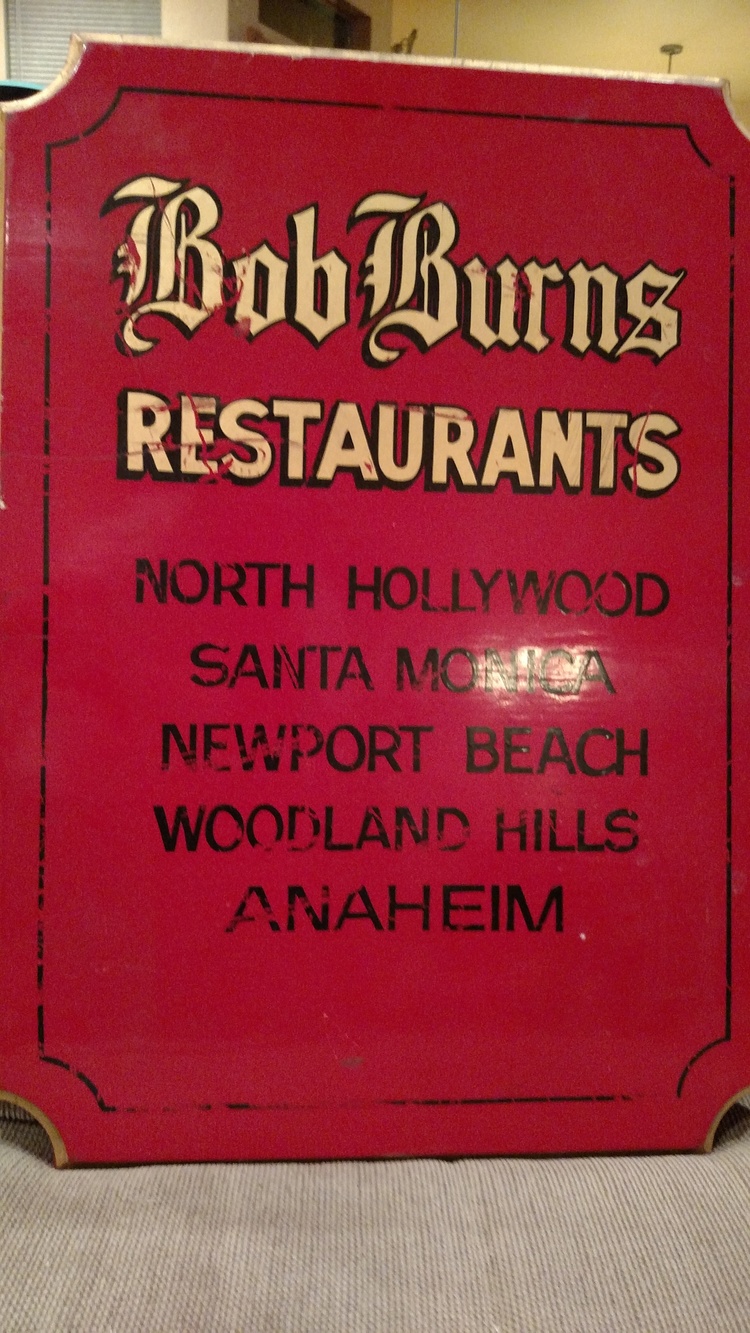 Bob Burns
RESTAURANTS
NORTH HOLLYWOOD
SANTA MONICA
NEWPORT BEACH
WOODLAND HILLS
ANAHEIM